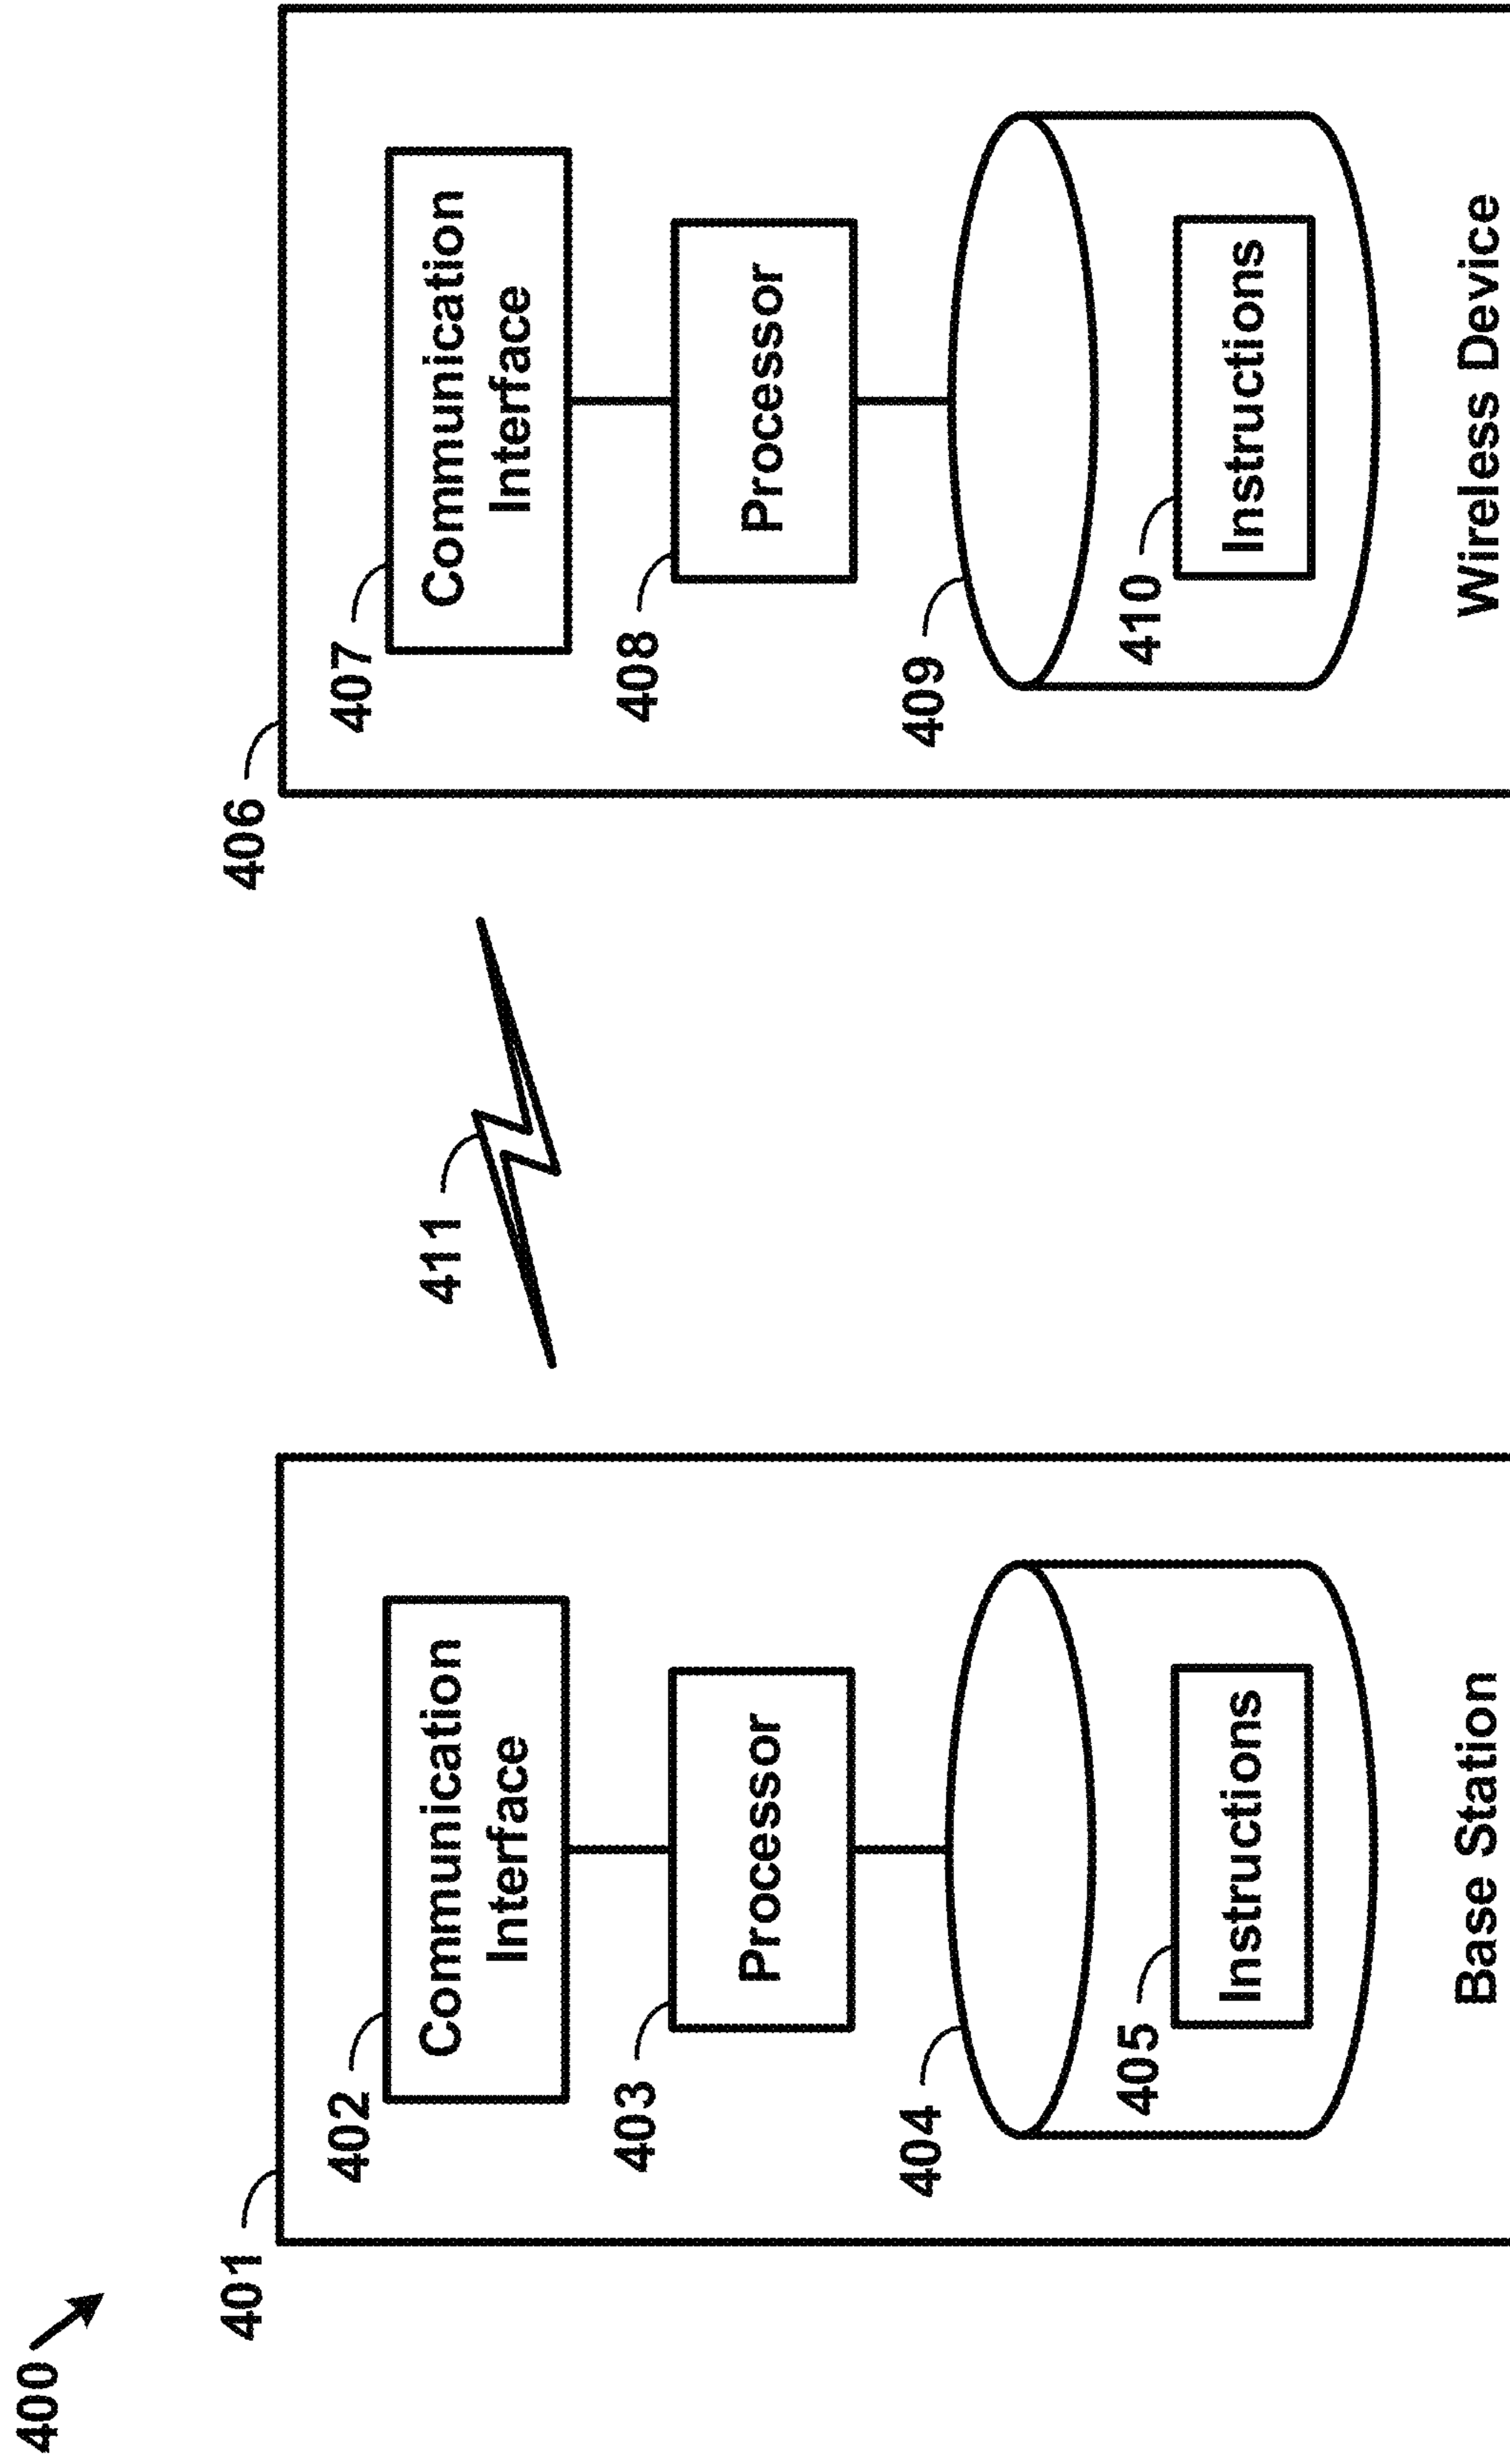 400
401
402
Communication
Interface
403
Processor
404
405
Instructions
Base Station
411
406
407
Communication
Interface
408
Processor
409
410
Instructions
Wireless Device